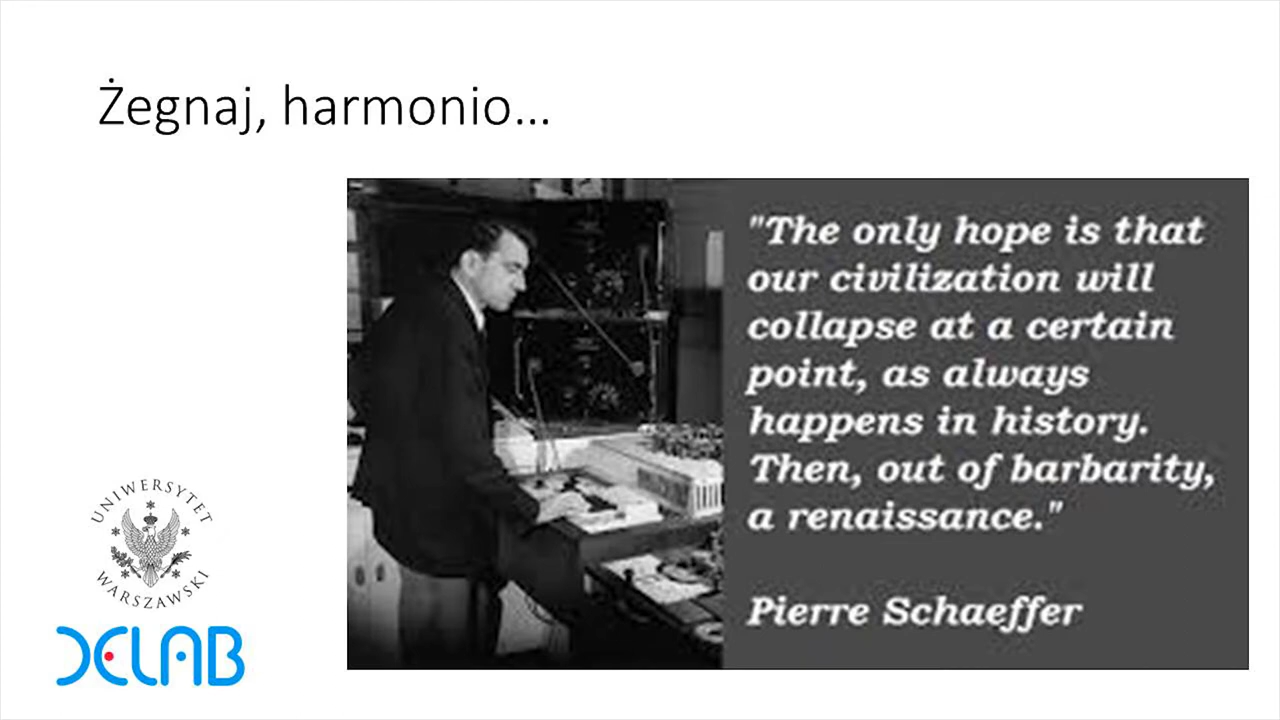 Żegnaj, harmonio...
"The only hope is that
our civilization will
collapse at a certain
point, as always
happens in history.
Then, out of barbarity,
a renaissance."
Pierre Schaeffer
UNIWERSYTET
WARSZAWSKI
DELAB